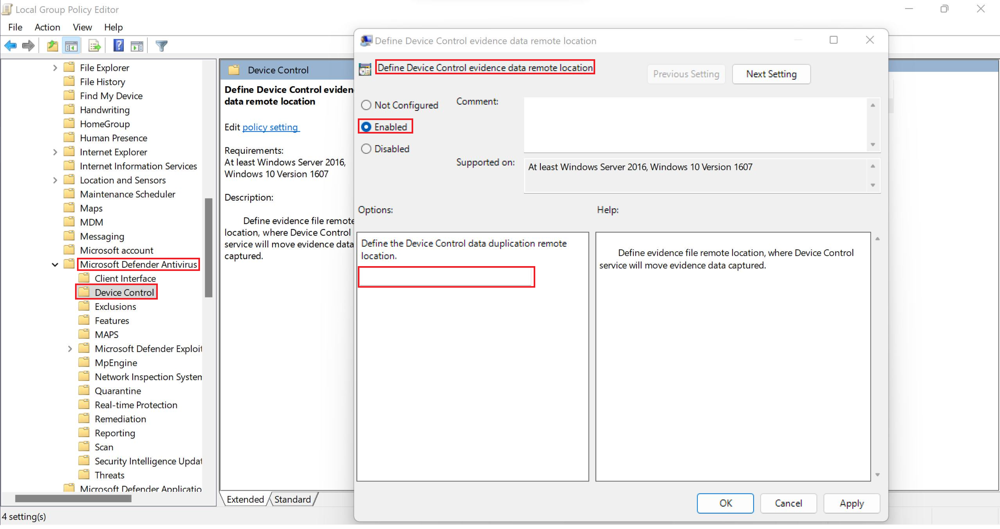 Local Group Policy Editor
File Action View Help
File Explorer
File History
Find My Device
Handwriting
HomeGroup
Human Presence
Internet Explorer
Internet Information Services
Location and Sensors
Maintenance Scheduler
Maps
MDM
Messaging
Microsoft account
Microsoft Defender Antivirus
Client Interface
Device Control
Exclusions
Features
MAPS
Microsoft Defender Exploit
MpEngine
Network Inspection System
Quarantine
Real-time Protection
Remediation
Reporting
Scan
Security Intelligence Updat
Threats
Microsoft Defender Applicatio
4 setting(s)
Device Control
Define Device Control eviden
data remote location
Edit policy setting
Requirements:
At least Windows Server 2016,
Windows 10 Version 1607
Description:
Define evidence file remote
location, where Device Control
service will move evidence data
captured.
Extended Standard
Define Device Control evidence data remote location
Define Device Control evidence data remote location
Previous Setting Next Setting
Not Configured
Enabled
Disabled
Comment:
Supported on:
At least Windows Server 2016, Windows 10 Version 1607
Options:
Help:
Define the Device Control data duplication remote
location.
Define evidence file remote location, where Device Control
service will move evidence data captured.
OK Cancel Apply